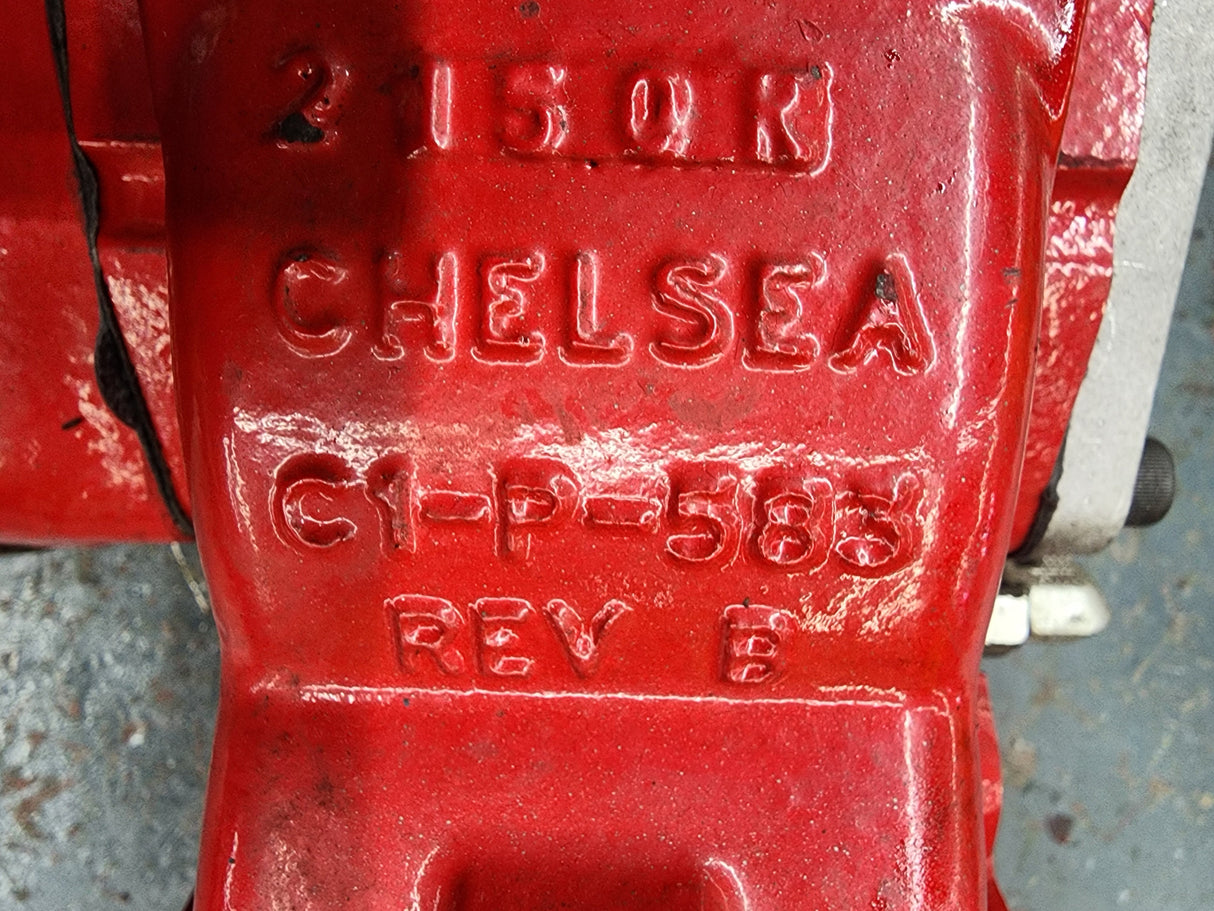 2150K
CHELSEA
C1-P-583
REV B